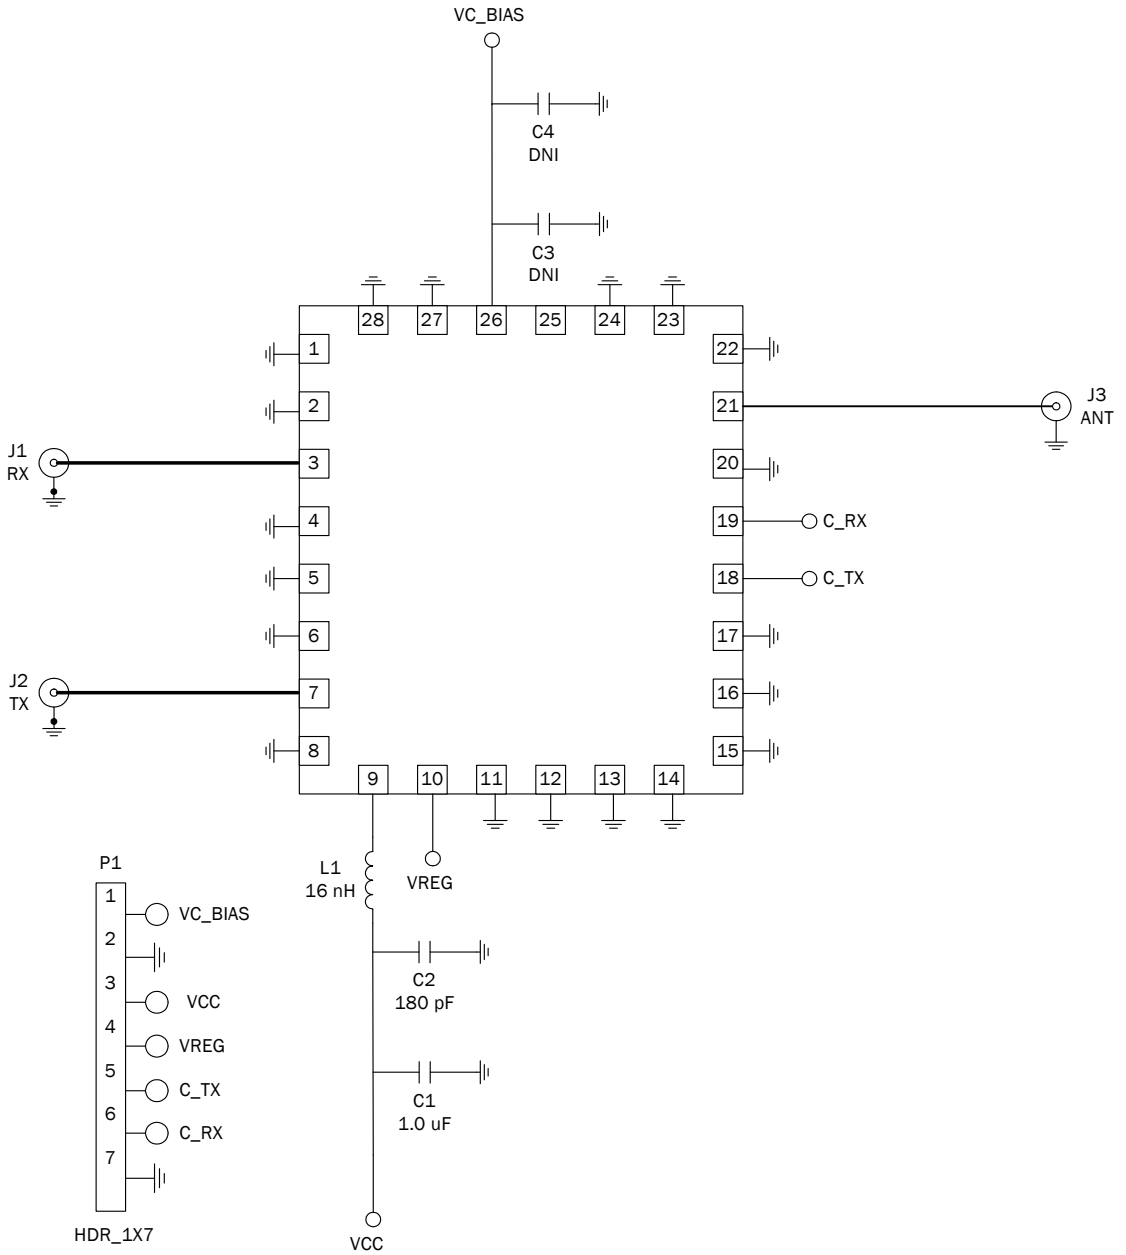 VC_BIAS
C4
DNI
C3
DNI
28 27 26 25 24 23
1
2
3
4
5
6
7
8
22
21
20
19
18
17
16
15
J1
RX
J2
TX
J3
ANT
C_RX
C_TX
9 10 11 12 13 14
L1
16 nH
VREG
C2
180 pF
C1
1.0 uF
VCC
P1
1
VC_BIAS
2
3
VCC
4
VREG
5
C_TX
6
C_RX
7
HDR_1X7